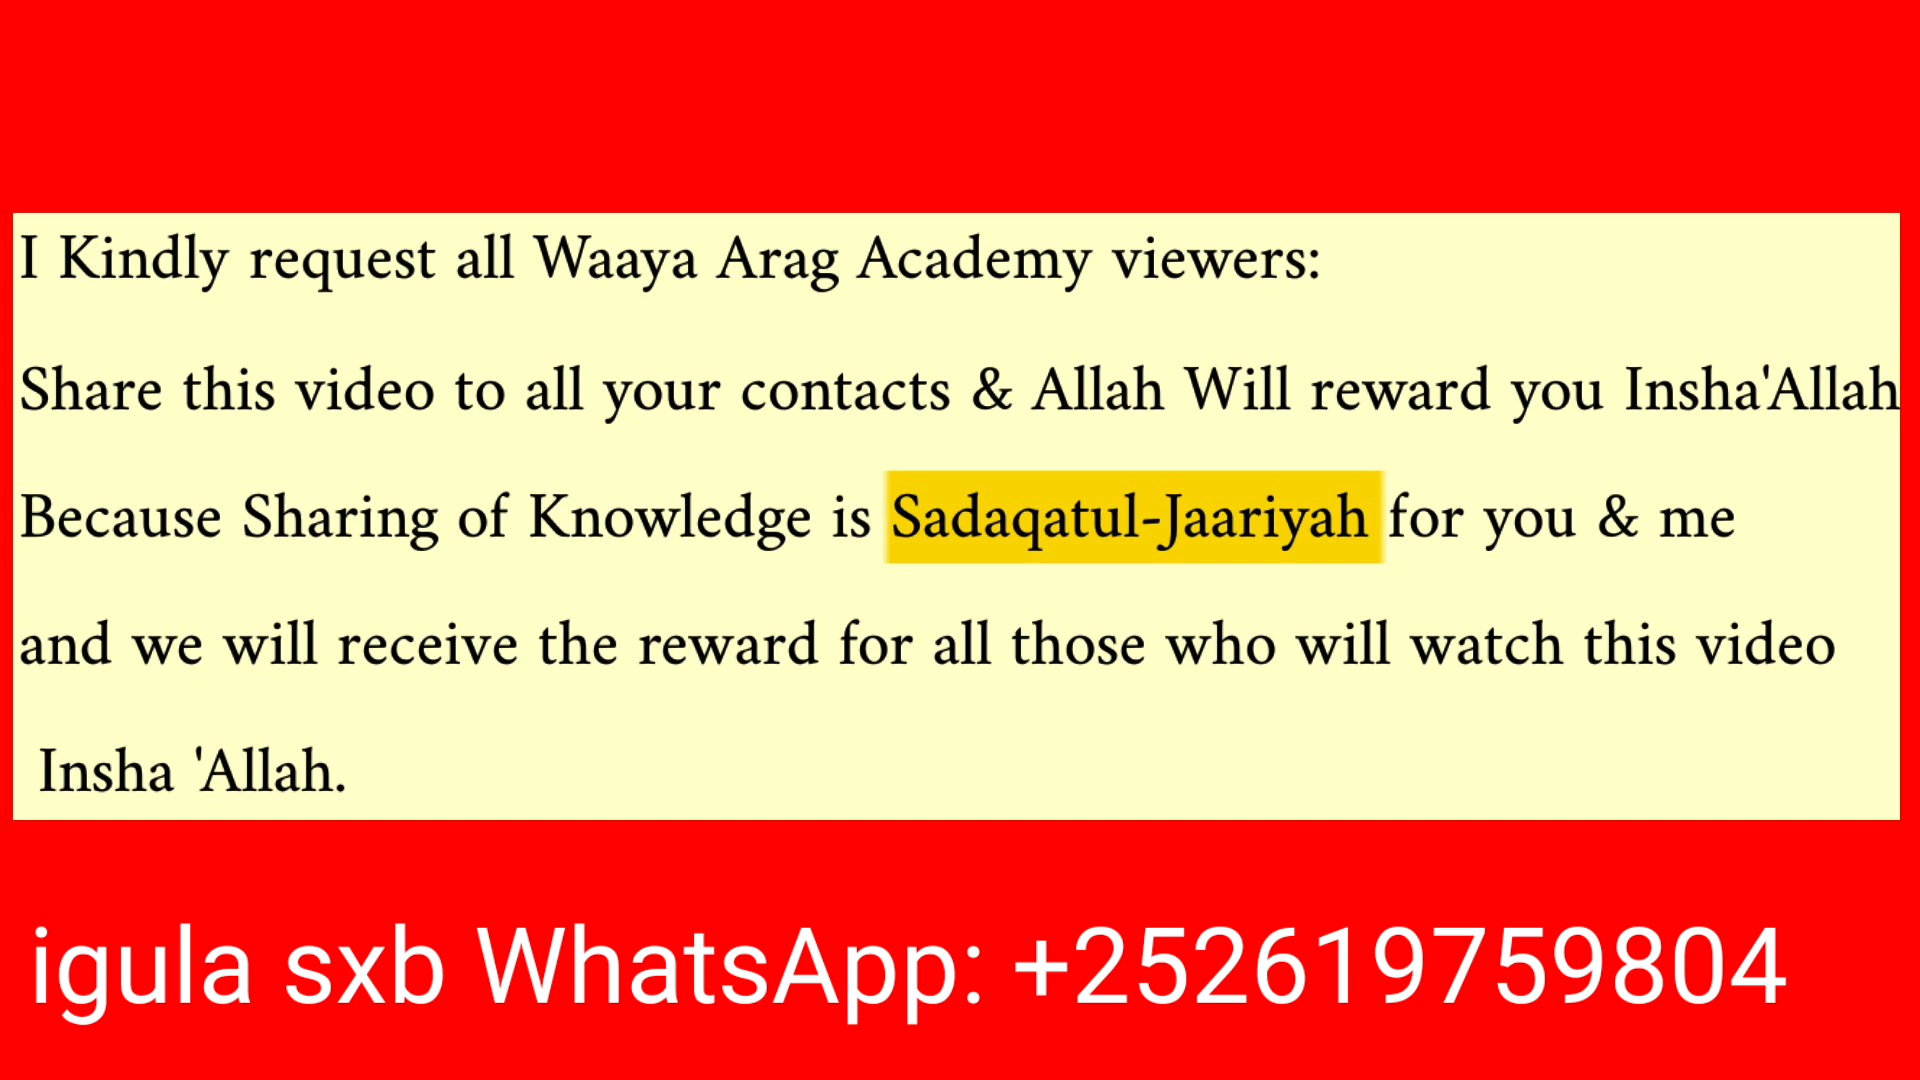 I Kindly request all Waaya Arag Academy viewers:
Share this video to all your contacts & Allah Will reward you Insha'Allah
Because Sharing of Knowledge is Sadaqatul-Jaariyah for you & me
and we will receive the reward for all those who will watch this video
Insha 'Allah.
igula sxb WhatsApp: +252619759804